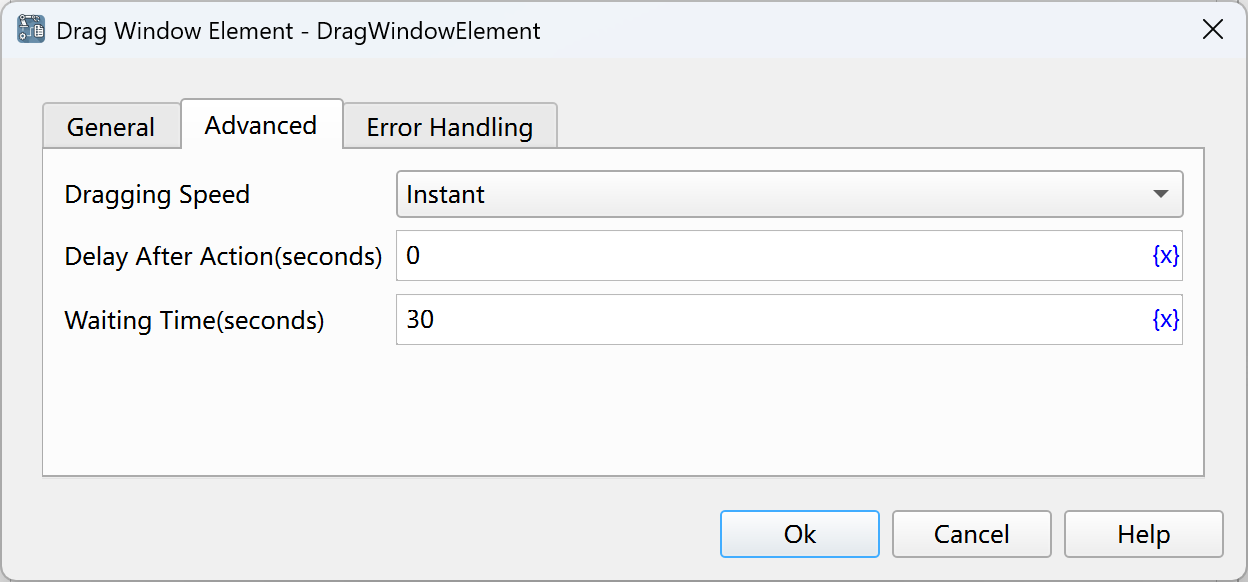 Drag Window Element - DragWindowElement
General Advanced Error Handling
Dragging Speed Instant
Delay After Action(seconds) 0 {x}
Waiting Time(seconds) 30 {x}
Ok Cancel Help